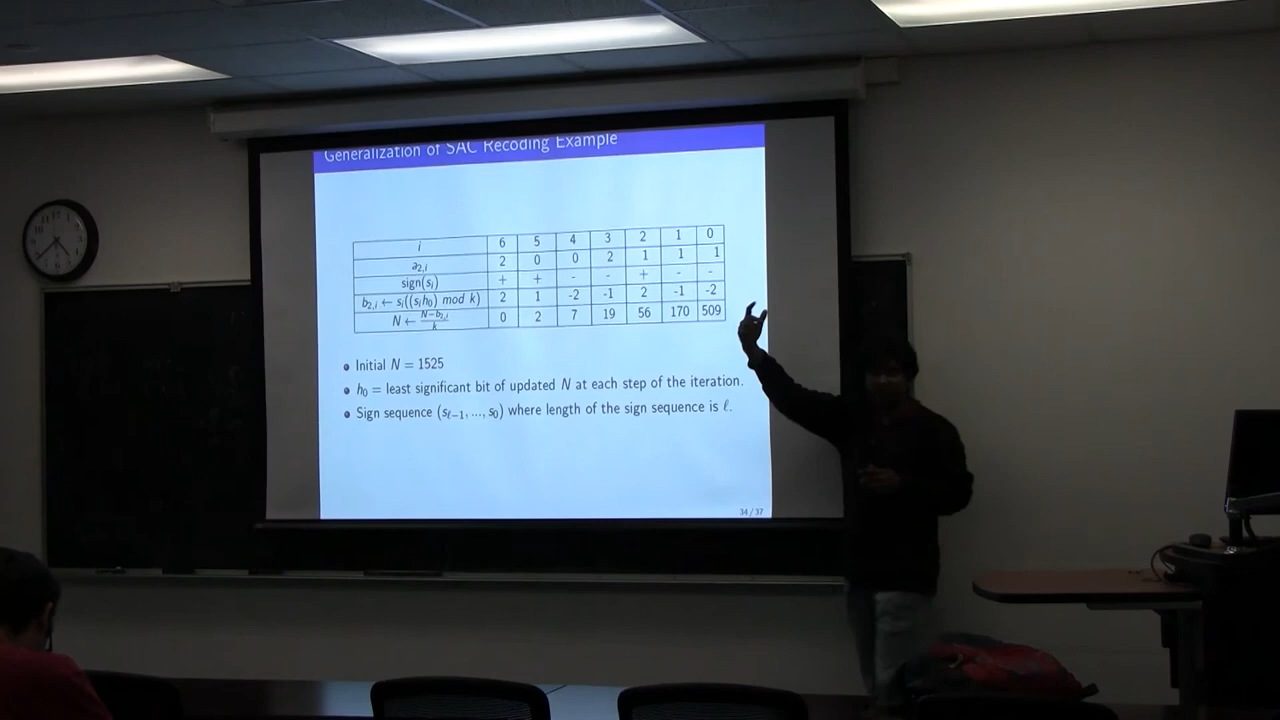 Generalization of SAC Recoding Example
i 6 5 4 3 2 1 0
a₂,ᵢ 2 0 0 2 1 1 1
sign(sᵢ) + + - - + - -
b₂,ᵢ ← sᵢ((sᵢh₀) mod k) 2 1 -2 -1 2 -1 -2
N ← (N−b₂,ᵢ)/k 0 2 7 19 56 170 509
• Initial N = 1525
• h₀ = least significant bit of updated N at each step of the iteration.
• Sign sequence (sℓ₋₁, ..., s₀) where length of the sign sequence is ℓ.
34 / 37